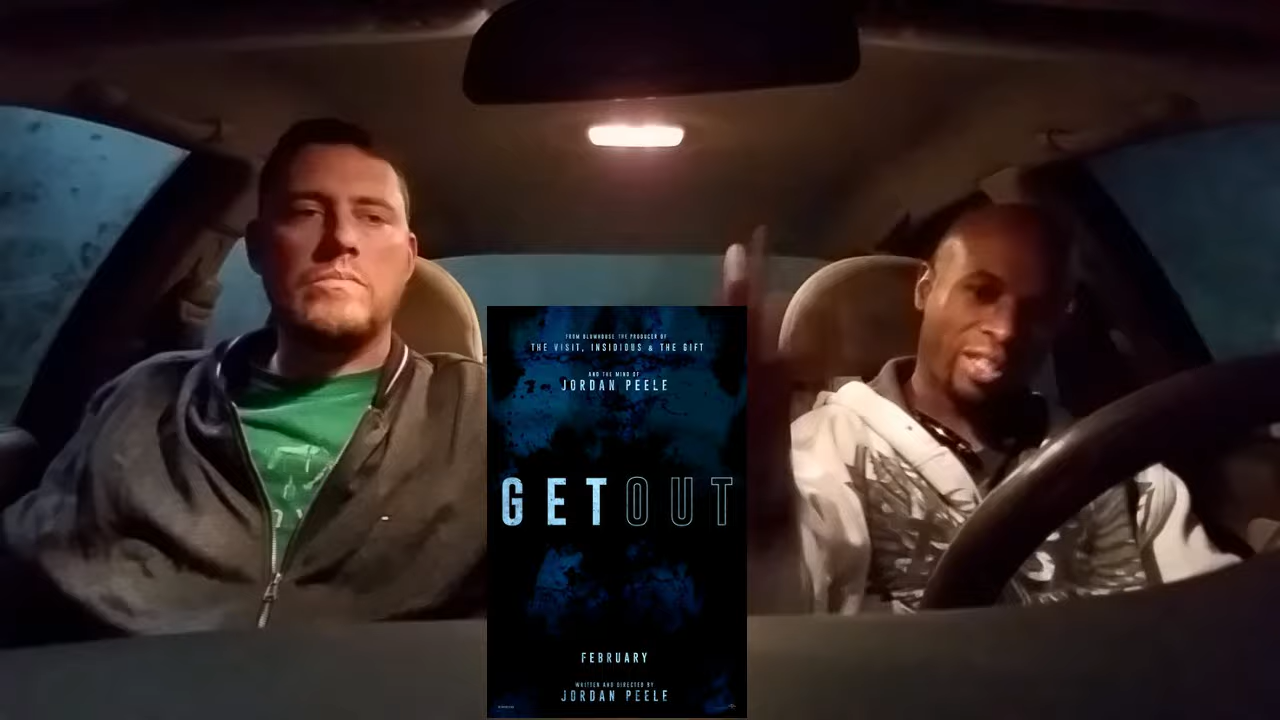 FROM BLUMHOUSE THE PRODUCER OF
THE VISIT, INSIDIOUS & THE GIFT
AND THE MIND OF
JORDAN PEELE
GET OUT
FEBRUARY
WRITTEN AND DIRECTED BY
JORDAN PEELE